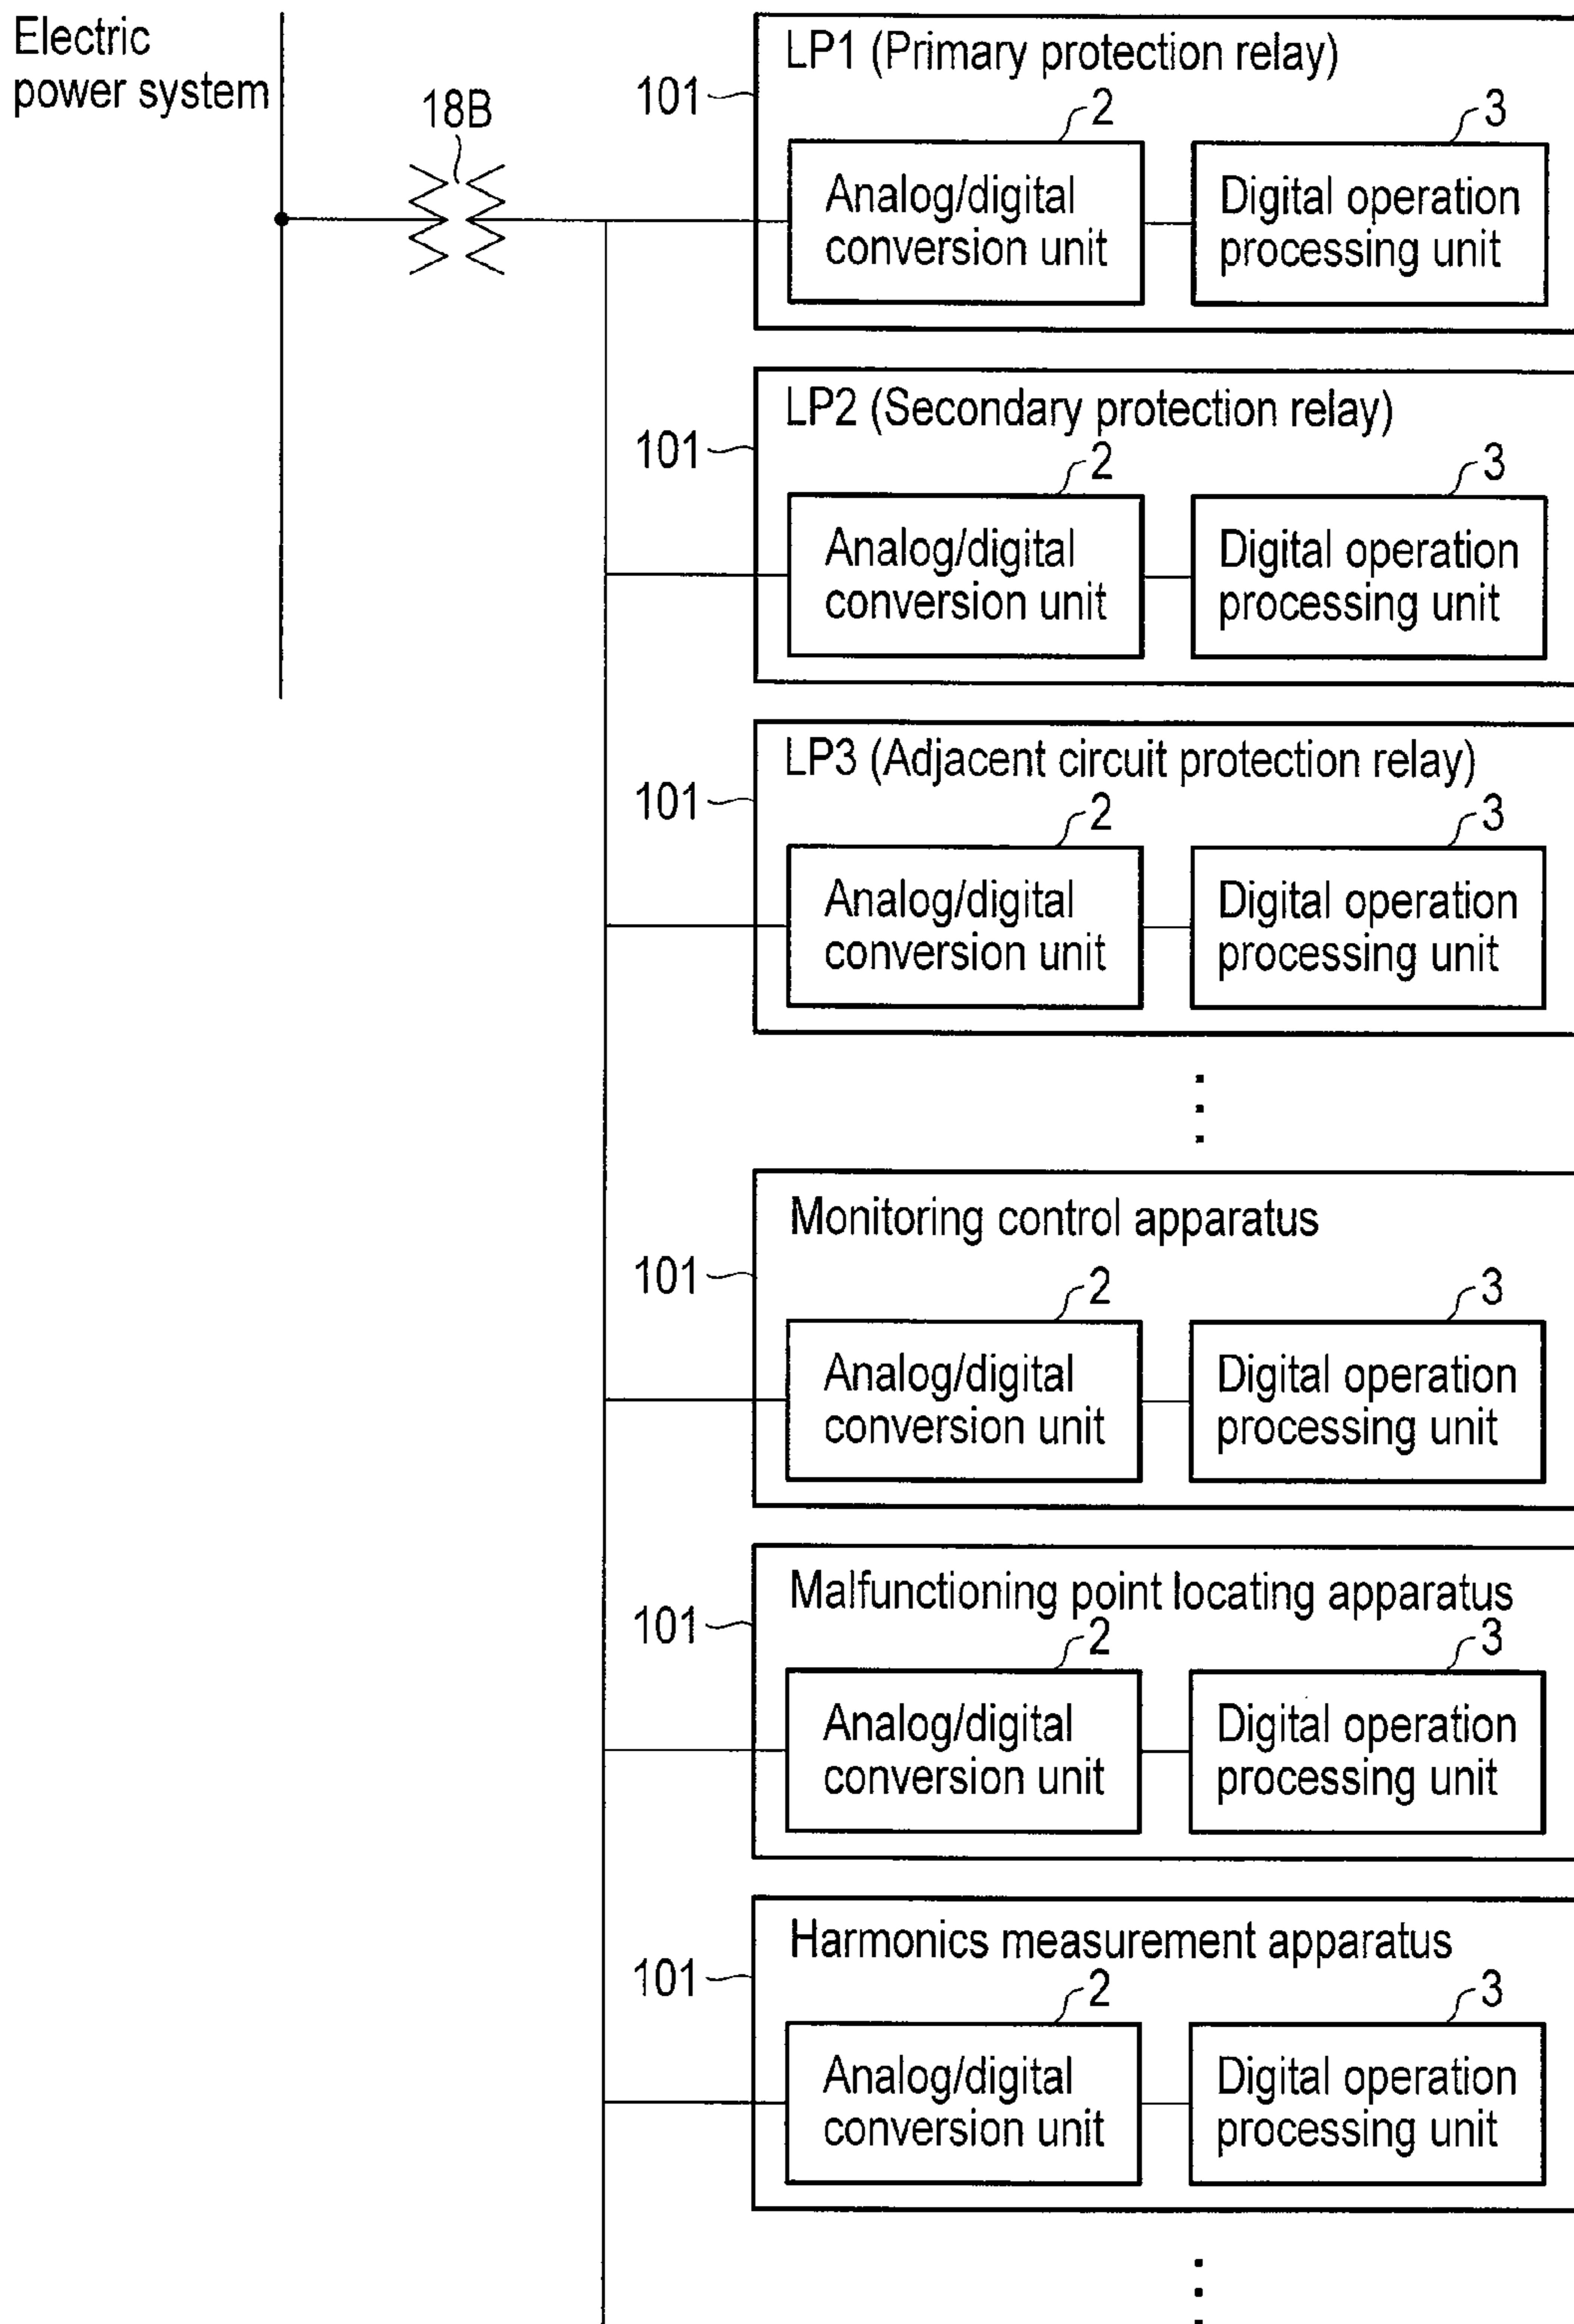 Electric
power system
18B
101
LP1 (Primary protection relay)
2
3
Analog/digital
conversion unit
Digital operation
processing unit
101
LP2 (Secondary protection relay)
2
3
Analog/digital
conversion unit
Digital operation
processing unit
101
LP3 (Adjacent circuit protection relay)
2
3
Analog/digital
conversion unit
Digital operation
processing unit
101
Monitoring control apparatus
2
3
Analog/digital
conversion unit
Digital operation
processing unit
101
Malfunctioning point locating apparatus
2
3
Analog/digital
conversion unit
Digital operation
processing unit
101
Harmonics measurement apparatus
2
3
Analog/digital
conversion unit
Digital operation
processing unit